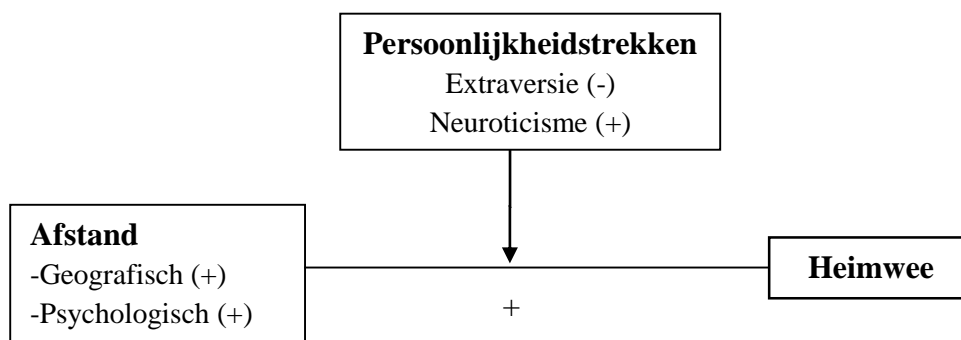 Persoonlijkheidstrekken
Extraversie (-)
Neuroticisme (+)
Afstand
-Geografisch (+)
-Psychologisch (+)
Heimwee
+